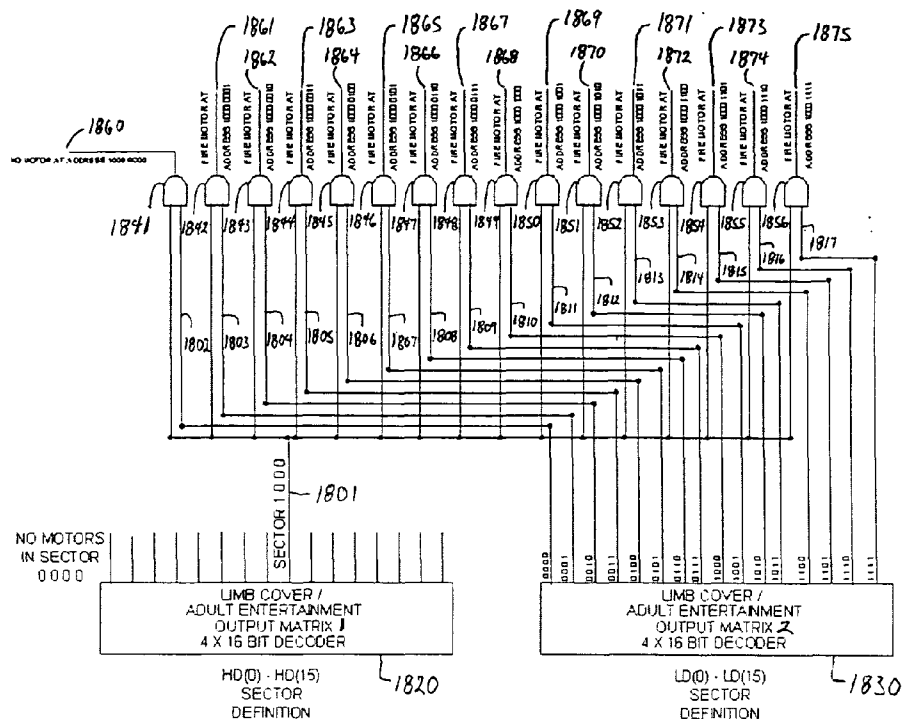 1861 1863 1865 1867 1869 1871 1873 1875
1862 1864 1866 1868 1870 1872 1874
1860
NO MOTOR AT ADDRESS 1000 0000
FIRE MOTOR AT ADDRESS 1000 0001
FIRE MOTOR AT ADDRESS 1000 0010
FIRE MOTOR AT ADDRESS 1000 0011
FIRE MOTOR AT ADDRESS 1000 0100
FIRE MOTOR AT ADDRESS 1000 0101
FIRE MOTOR AT ADDRESS 1000 0110
FIRE MOTOR AT ADDRESS 1000 0111
FIRE MOTOR AT ADDRESS 1000 1000
FIRE MOTOR AT ADDRESS 1000 1001
FIRE MOTOR AT ADDRESS 1000 1010
FIRE MOTOR AT ADDRESS 1000 1011
FIRE MOTOR AT ADDRESS 1000 1100
FIRE MOTOR AT ADDRESS 1000 1101
FIRE MOTOR AT ADDRESS 1000 1110
FIRE MOTOR AT ADDRESS 1000 1111
1841 1842 1843 1844 1845 1846 1847 1848 1849 1850 1851 1852 1853 1854 1855 1856
1802 1803 1804 1805 1806 1807 1808 1809 1810 1811 1812 1813 1814 1815 1816 1817
SECTOR 1000
1801
NO MOTORS
IN SECTOR
0000
0000 0001 0010 0011 0100 0101 0110 0111 1000 1001 1010 1011 1100 1101 1110 1111
LIMB COVER /
ADULT ENTERTAINMENT
OUTPUT MATRIX 1
4 X 16 BIT DECODER
1820
HD(0) - HD(15)
SECTOR
DEFINITION
LIMB COVER /
ADULT ENTERTAINMENT
OUTPUT MATRIX 2
4 X 16 BIT DECODER
1830
LD(0) - LD(15)
SECTOR
DEFINITION